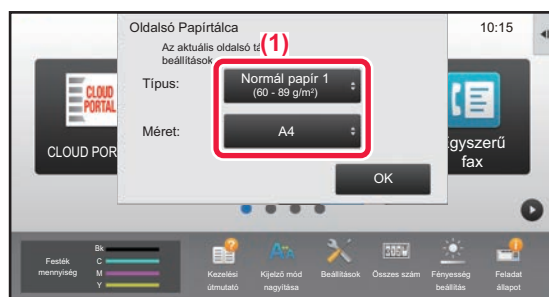 Oldalsó Papírtálca
10:15
Az aktuális oldalsó
(1)
beállítások
Típus:
Normál papír 1
(60 - 89 g/m²)
Méret:
A4
OK
CLOUD
PORTAL
CLOUD POR
fax
Festék
mennyiség
Bk
C
M
Y
Kezelési
útmutató
Kijelző mód
nagyítása
Beállítások
Összes szám
Fényesség
beállítás
Feladat
állapot